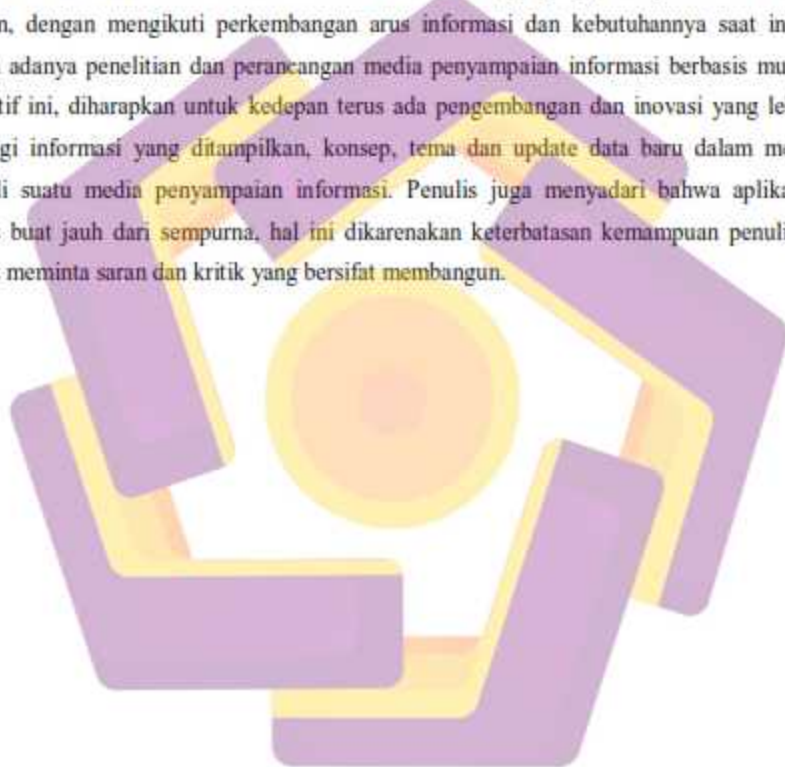 n, dengan mengikuti perkembangan arus informasi dan kebutuhannya saat in
adanya penelitian dan perancangan media penyampaian informasi berbasis mu
tif ini, diharapkan untuk kedepan terus ada pengembangan dan inovasi yang le
gi informasi yang ditampilkan, konsep, tema dan update data baru dalam me
di suatu media penyampaian informasi. Penulis juga menyadari bahwa aplika
buat jauh dari sempurna, hal ini dikarenakan keterbatasan kemampuan penuli
meminta saran dan kritik yang bersifat membangun.